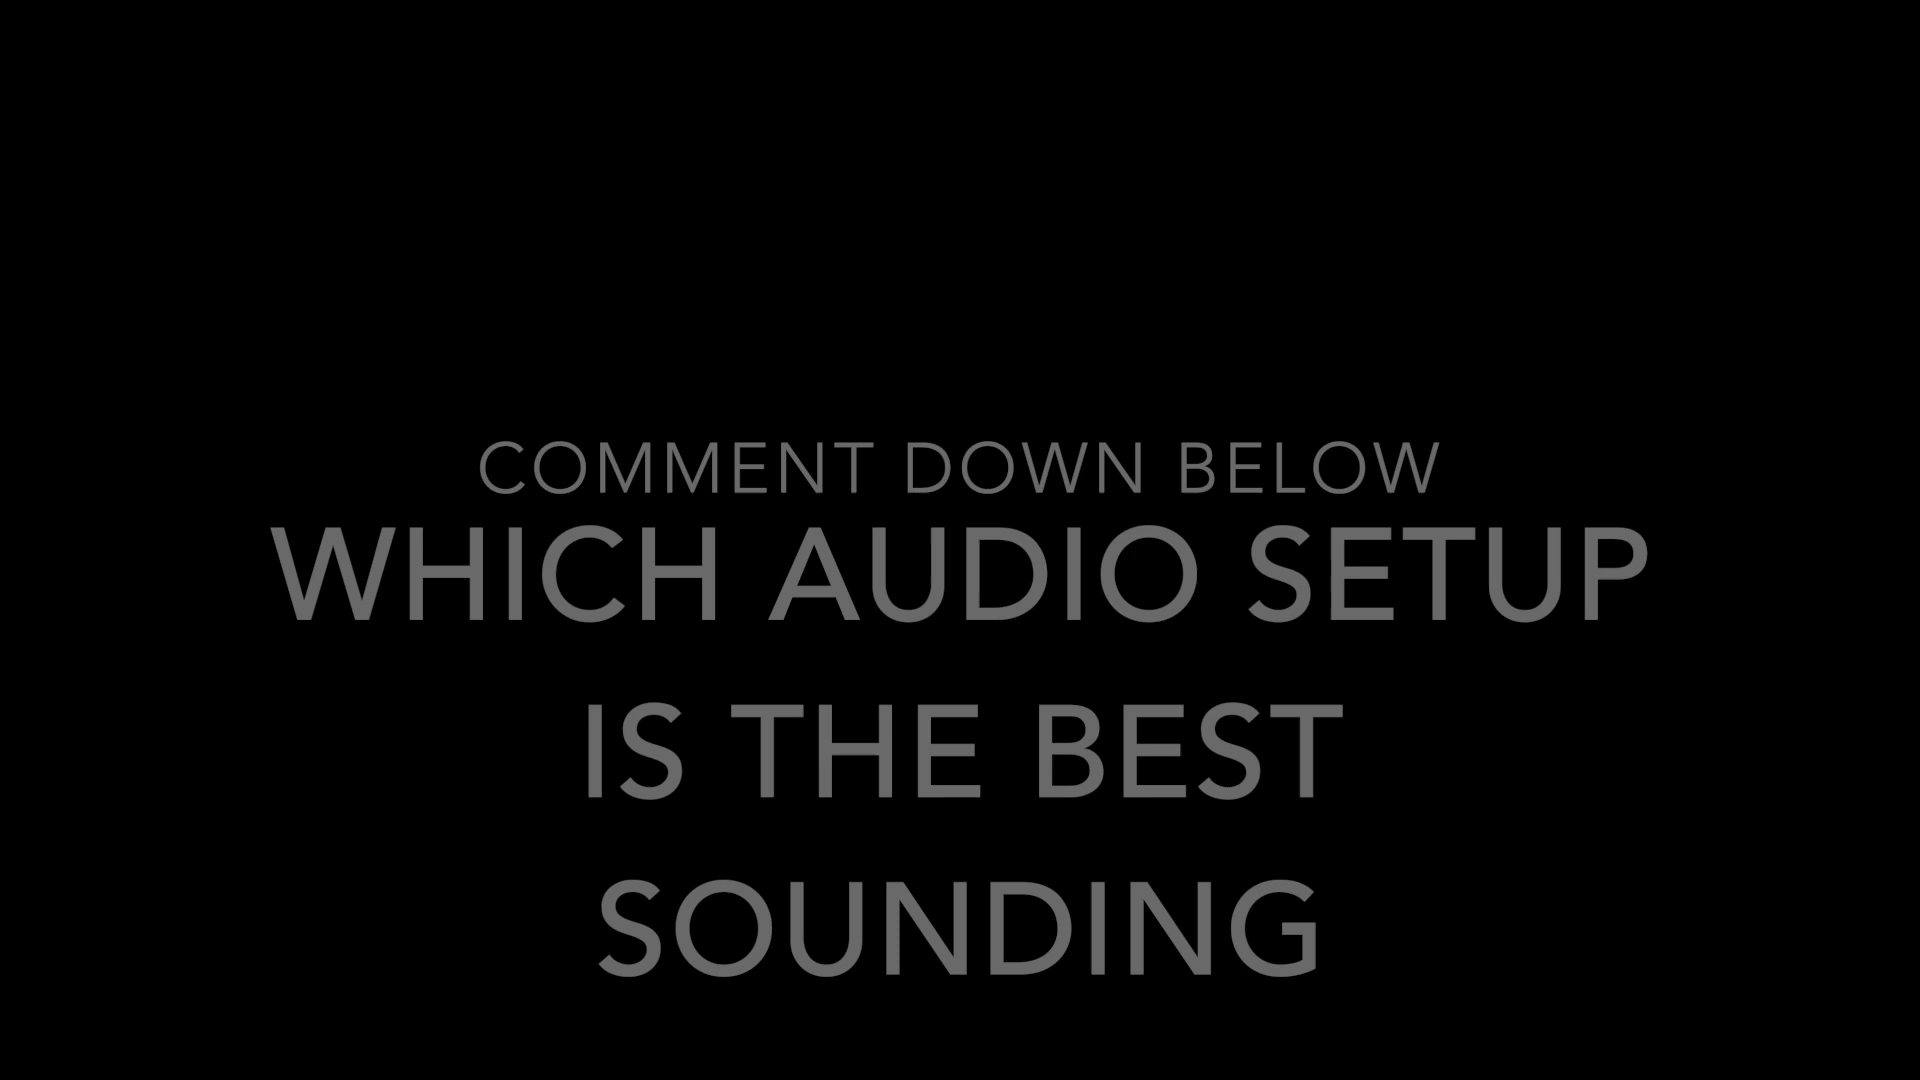 COMMENT DOWN BELOW
WHICH AUDIO SETUP
IS THE BEST
SOUNDING